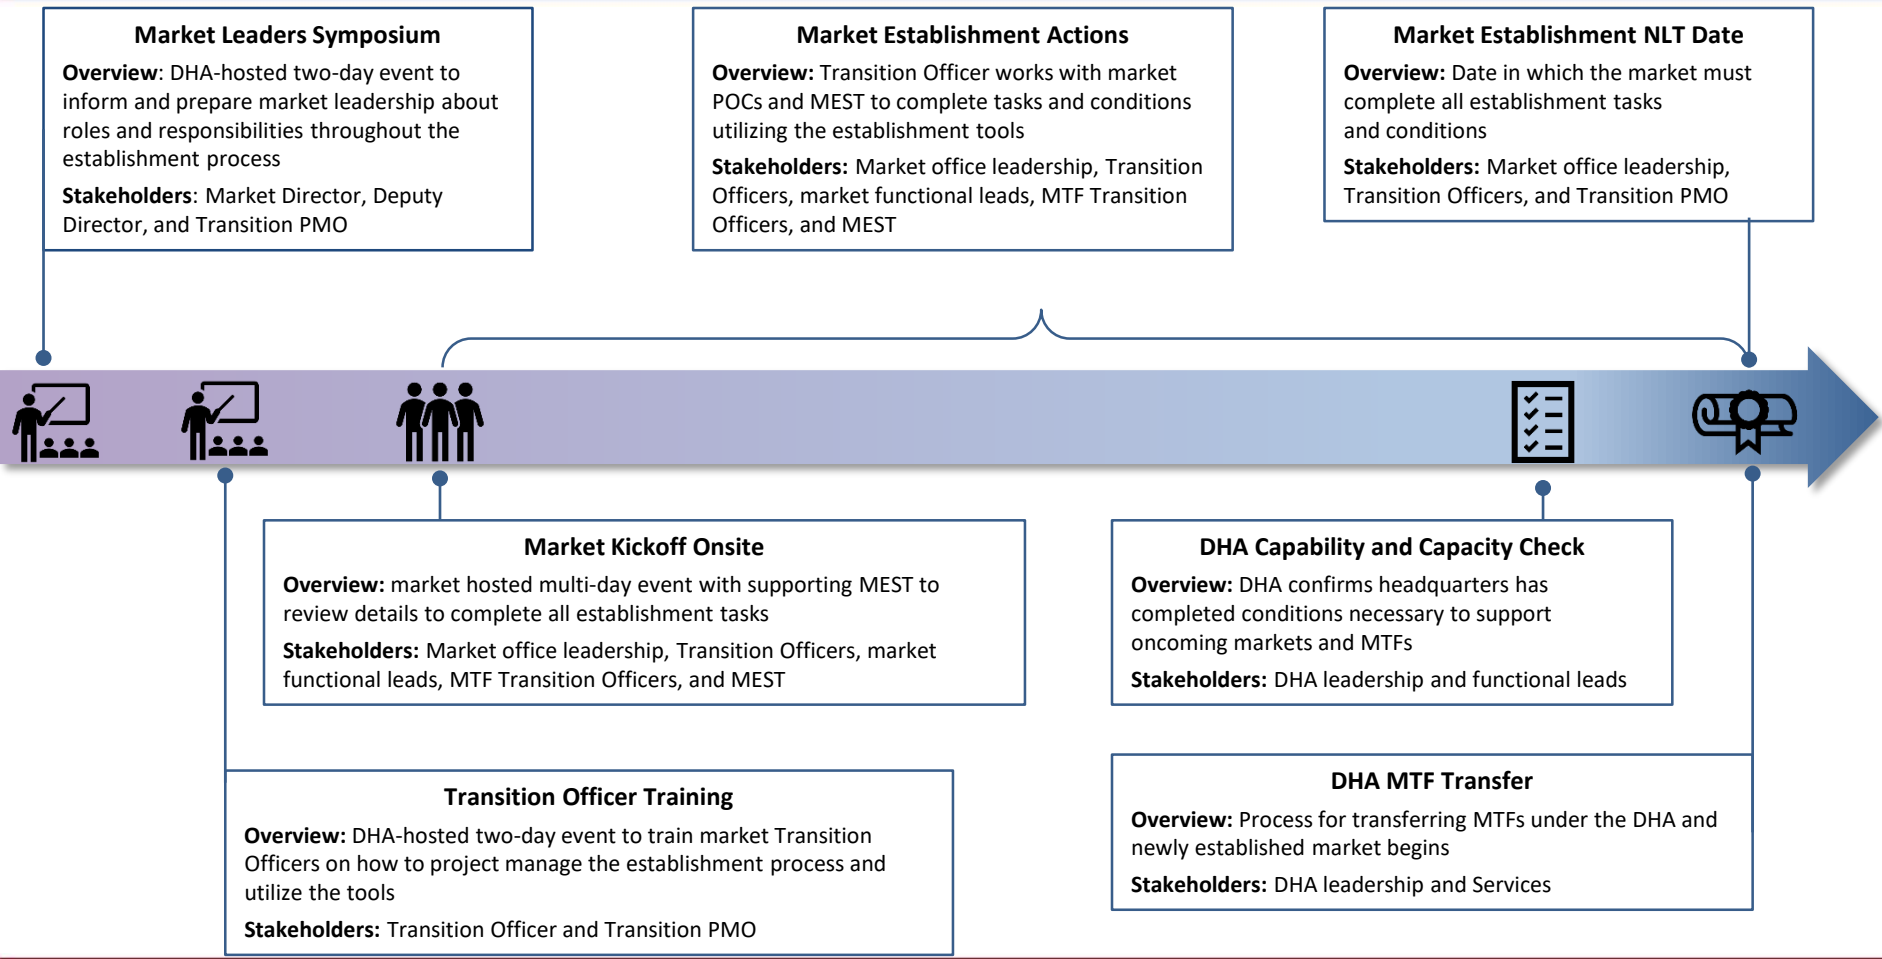 Market Leaders Symposium
Overview: DHA-hosted two-day event to
inform and prepare market leadership about
roles and responsibilities throughout the
establishment process
Stakeholders: Market Director, Deputy
Director, and Transition PMO
Market Establishment Actions
Overview: Transition Officer works with market
POCs and MEST to complete tasks and conditions
utilizing the establishment tools
Stakeholders: Market office leadership, Transition
Officers, market functional leads, MTF Transition
Officers, and MEST
Market Establishment NLT Date
Overview: Date in which the market must
complete all establishment tasks
and conditions
Stakeholders: Market office leadership,
Transition Officers, and Transition PMO
Market Kickoff Onsite
Overview: market hosted multi-day event with supporting MEST to
review details to complete all establishment tasks
Stakeholders: Market office leadership, Transition Officers, market
functional leads, MTF Transition Officers, and MEST
DHA Capability and Capacity Check
Overview: DHA confirms headquarters has
completed conditions necessary to support
oncoming markets and MTFs
Stakeholders: DHA leadership and functional leads
Transition Officer Training
Overview: DHA-hosted two-day event to train market Transition
Officers on how to project manage the establishment process and
utilize the tools
Stakeholders: Transition Officer and Transition PMO
DHA MTF Transfer
Overview: Process for transferring MTFs under the DHA and
newly established market begins
Stakeholders: DHA leadership and Services